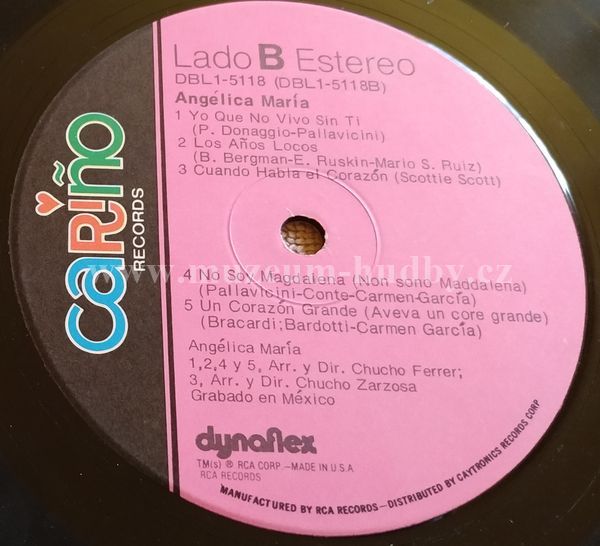 Lado B Estereo
DBL1-5118 (DBL1-5118B)
Angélica María
1 Yo Que No Vivo Sin Ti
(P. Donaggio-Pallavicini)
2 Los Años Locos
(B. Bergman-E. Ruskin-Mario S. Ruiz)
3 Cuando Habla el Corazón (Scottie Scott)
CARIÑO
RECORDS
www.muzeum-hudby.cz
4 No Soy Magdalena (Non sono Maddalena)
(Pallavicini-Conte-Carmen-García)
5 Un Corazón Grande (Aveva un core grande)
(Bracardi;Bardotti-Carmen García)
Angélica María
1,2,4 y 5, Arr. y Dir. Chucho Ferrer;
3, Arr. y Dir. Chucho Zarzosa
Grabado en México
dynaflex
TM(s) ® RCA CORP.-MADE IN U.S.A.
RCA RECORDS
MANUFACTURED BY RCA RECORDS-DISTRIBUTED BY CAYTRONICS RECORDS CORP